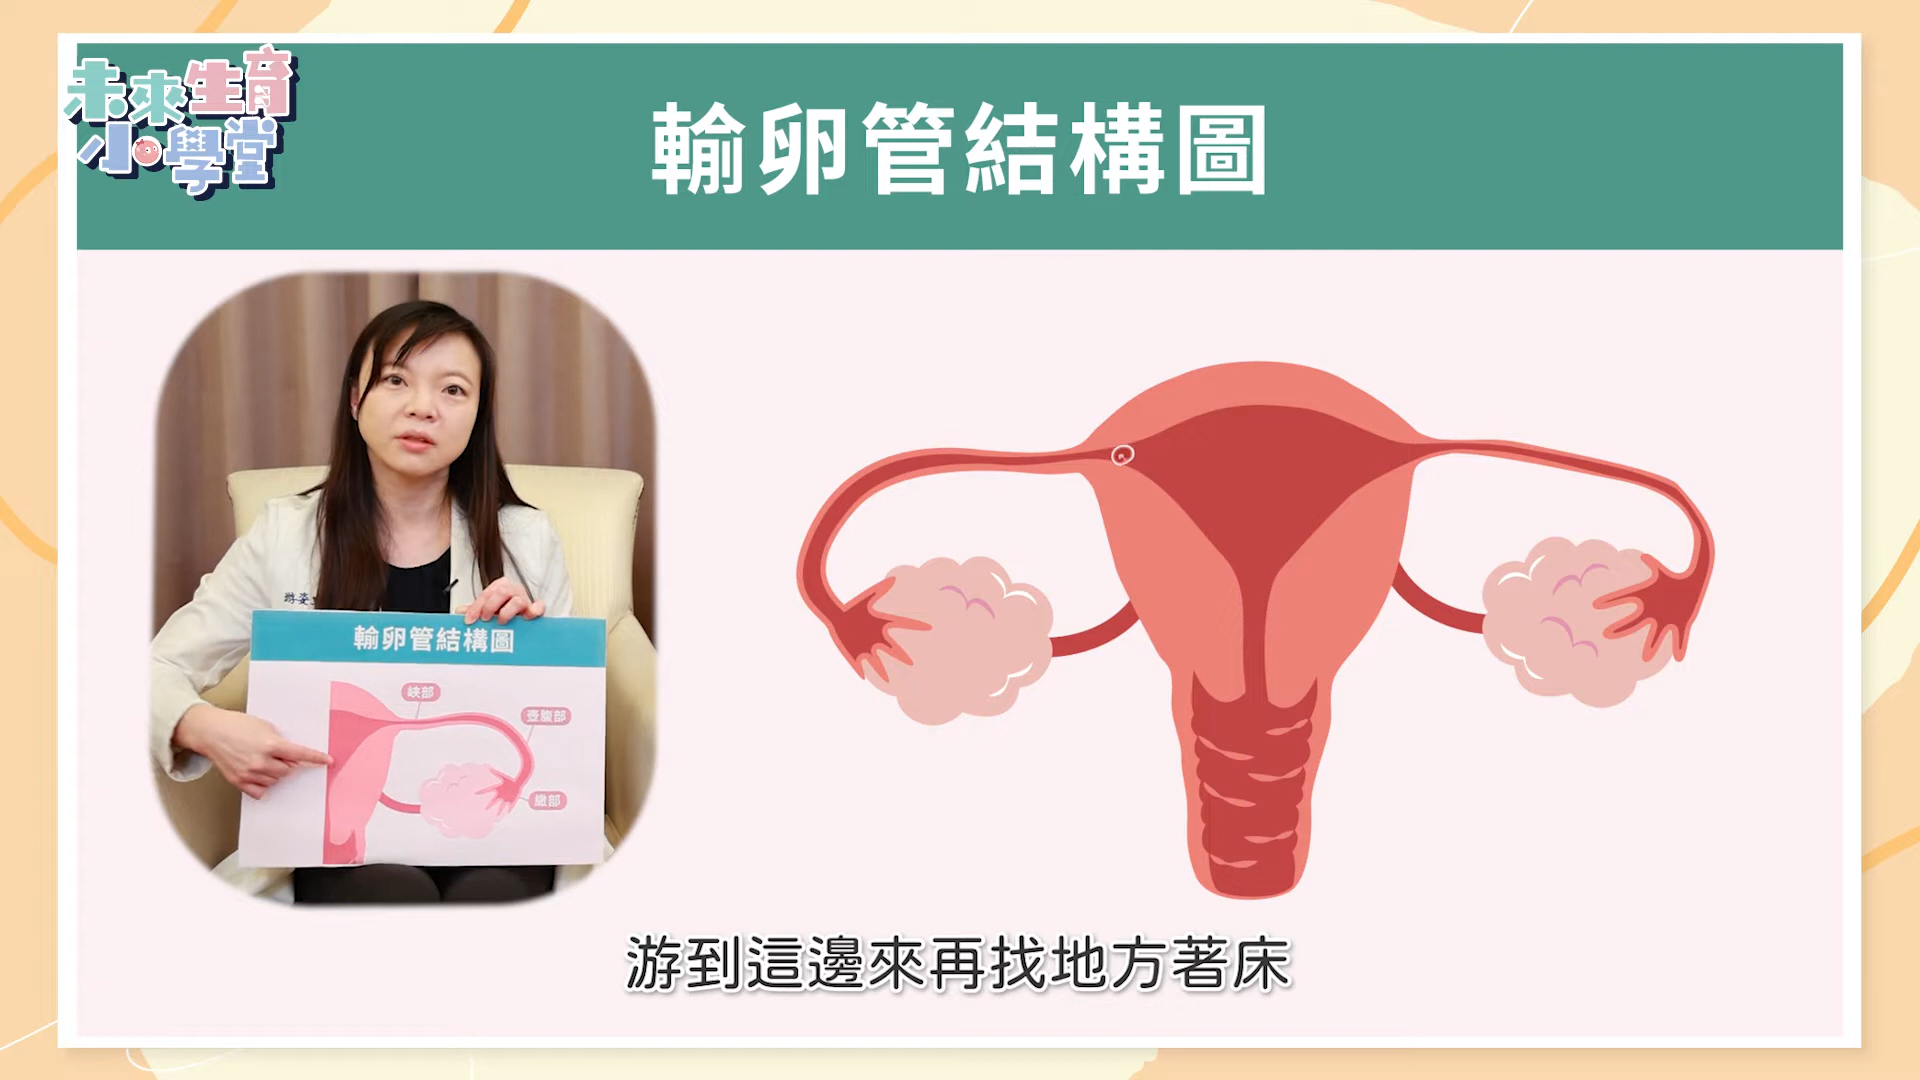 未來生育
小學堂
輸卵管結構圖
輸卵管結構圖
峽部
壺腹部
繖部
游到這邊來再找地方著床